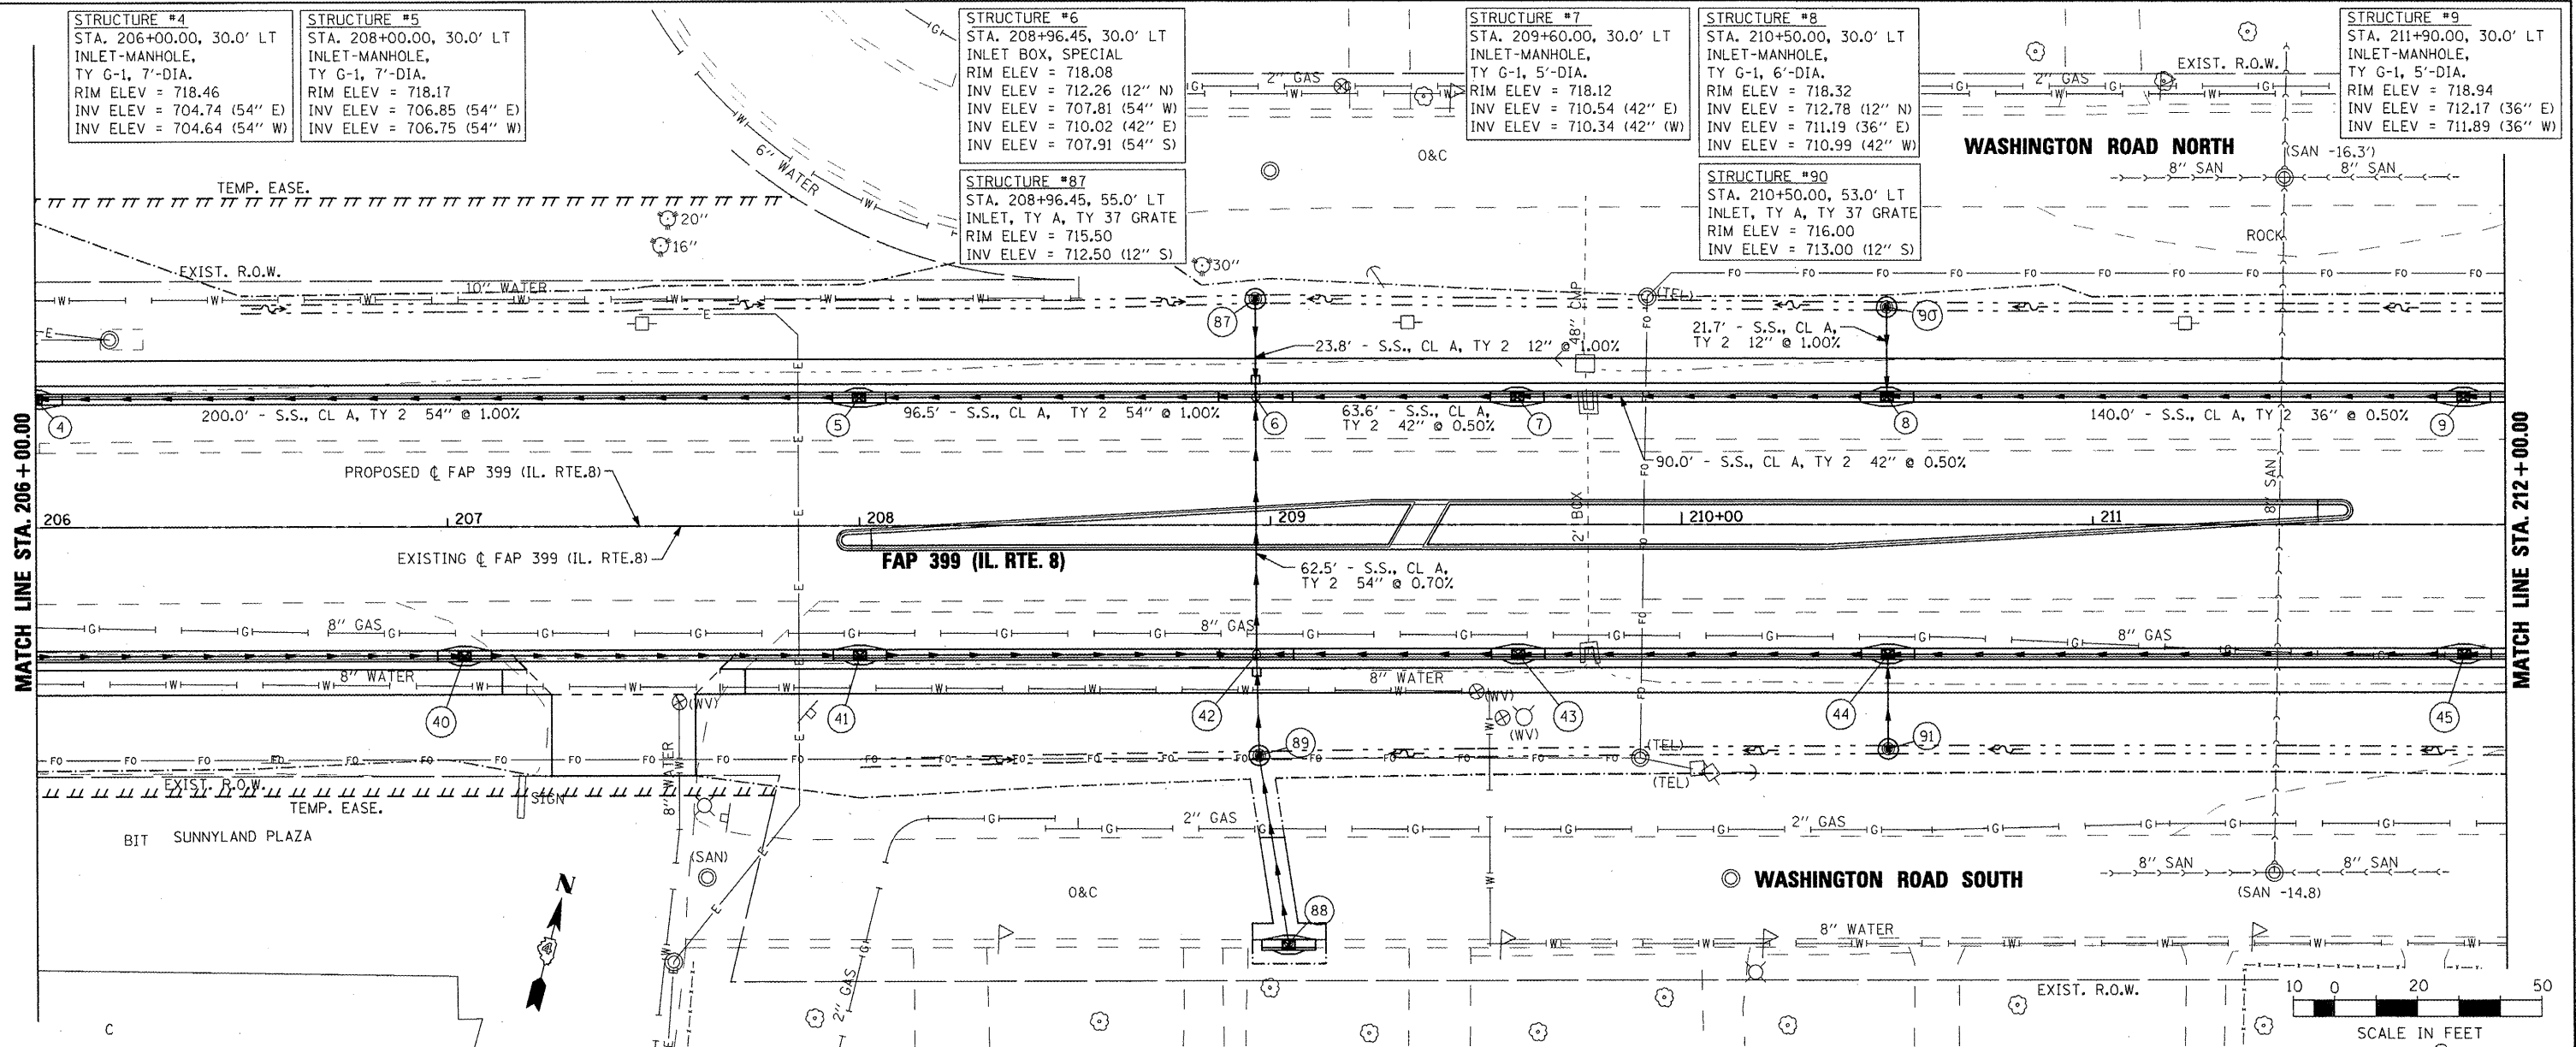 STRUCTURE #4
STA. 206+00.00, 30.0' LT
INLET-MANHOLE,
TY G-1, 7'-DIA.
RIM ELEV = 718.46
INV ELEV = 704.74 (54" E)
INV ELEV = 704.64 (54" W)
STRUCTURE #5
STA. 208+00.00, 30.0' LT
INLET-MANHOLE,
TY G-1, 7'-DIA.
RIM ELEV = 718.17
INV ELEV = 706.85 (54" E)
INV ELEV = 706.75 (54" W)
STRUCTURE #6
STA. 208+96.45, 30.0' LT
INLET BOX, SPECIAL
RIM ELEV = 718.08
INV ELEV = 712.26 (12" N)
INV ELEV = 707.81 (54" W)
INV ELEV = 710.02 (42" E)
INV ELEV = 707.91 (54" S)
STRUCTURE #7
STA. 209+60.00, 30.0' LT
INLET-MANHOLE,
TY G-1, 5'-DIA.
RIM ELEV = 718.12
INV ELEV = 710.54 (42" E)
INV ELEV = 710.34 (42" (W)
STRUCTURE #8
STA. 210+50.00, 30.0' LT
INLET-MANHOLE,
TY G-1, 6'-DIA.
RIM ELEV = 718.32
INV ELEV = 712.78 (12" N)
INV ELEV = 711.19 (36" E)
INV ELEV = 710.99 (42" W)
STRUCTURE #9
STA. 211+90.00, 30.0' LT
INLET-MANHOLE,
TY G-1, 5'-DIA.
RIM ELEV = 718.94
INV ELEV = 712.17 (36" E)
INV ELEV = 711.89 (36" W)
STRUCTURE #87
STA. 208+96.45, 55.0' LT
INLET, TY A, TY 37 GRATE
RIM ELEV = 715.50
INV ELEV = 712.50 (12" S)
STRUCTURE #90
STA. 210+50.00, 53.0' LT
INLET, TY A, TY 37 GRATE
RIM ELEV = 716.00
INV ELEV = 713.00 (12" S)
2" GAS
2" GAS
EXIST. R.O.W.
WASHINGTON ROAD NORTH
(SAN -16.3')
8" SAN
8" SAN
O&C
6" WATER
TEMP. EASE.
20"
16"
30"
ROCK
EXIST. R.O.W.
10" WATER
(TEL)
48" CMP
87
90
23.8' - S.S., CL A, TY 2 12" @ 1.00%
21.7' - S.S., CL A,
TY 2 12" @ 1.00%
200.0' - S.S., CL A, TY 2 54" @ 1.00%
96.5' - S.S., CL A, TY 2 54" @ 1.00%
63.6' - S.S., CL A,
TY 2 42" @ 0.50%
140.0' - S.S., CL A, TY 2 36" @ 0.50%
4
5
6
7
8
9
90.0' - S.S., CL A, TY 2 42" @ 0.50%
MATCH LINE STA. 206+00.00
MATCH LINE STA. 212+00.00
PROPOSED ℄ FAP 399 (IL. RTE.8)
8" SAN
2' BOX
206
207
208
209
210+00
211
EXISTING ℄ FAP 399 (IL. RTE.8)
FAP 399 (IL. RTE. 8)
62.5' - S.S., CL A,
TY 2 54" @ 0.70%
8" GAS
8" GAS
8" GAS
8" WATER
8" WATER
(WV)
(WV)
(WV)
40
41
42
43
44
45
89
91
(TEL)
(TEL)
8" WATER
EXIST. R.O.W.
SIGN
TEMP. EASE.
BIT SUNNYLAND PLAZA
2" GAS
2" GAS
(SAN)
8" SAN
8" SAN
(SAN -14.8)
WASHINGTON ROAD SOUTH
O&C
N
4
88
8" WATER
2" GAS
EXIST. R.O.W.
C
10 0 20 50
SCALE IN FEET